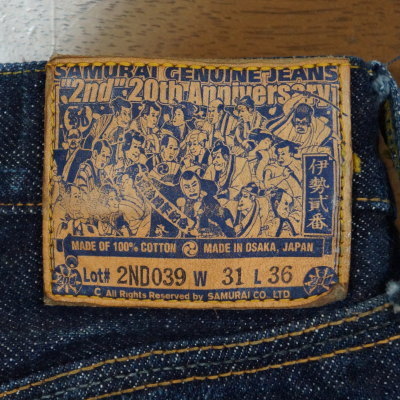 SAMURAI GENUINE JEANS
"2nd" 20th Anniversary
伊勢弐番
MADE OF 100% COTTON MADE IN OSAKA, JAPAN
Lot# 2ND039 W 31 L 36
C All Rights Reserved by SAMURAI CO. LTD